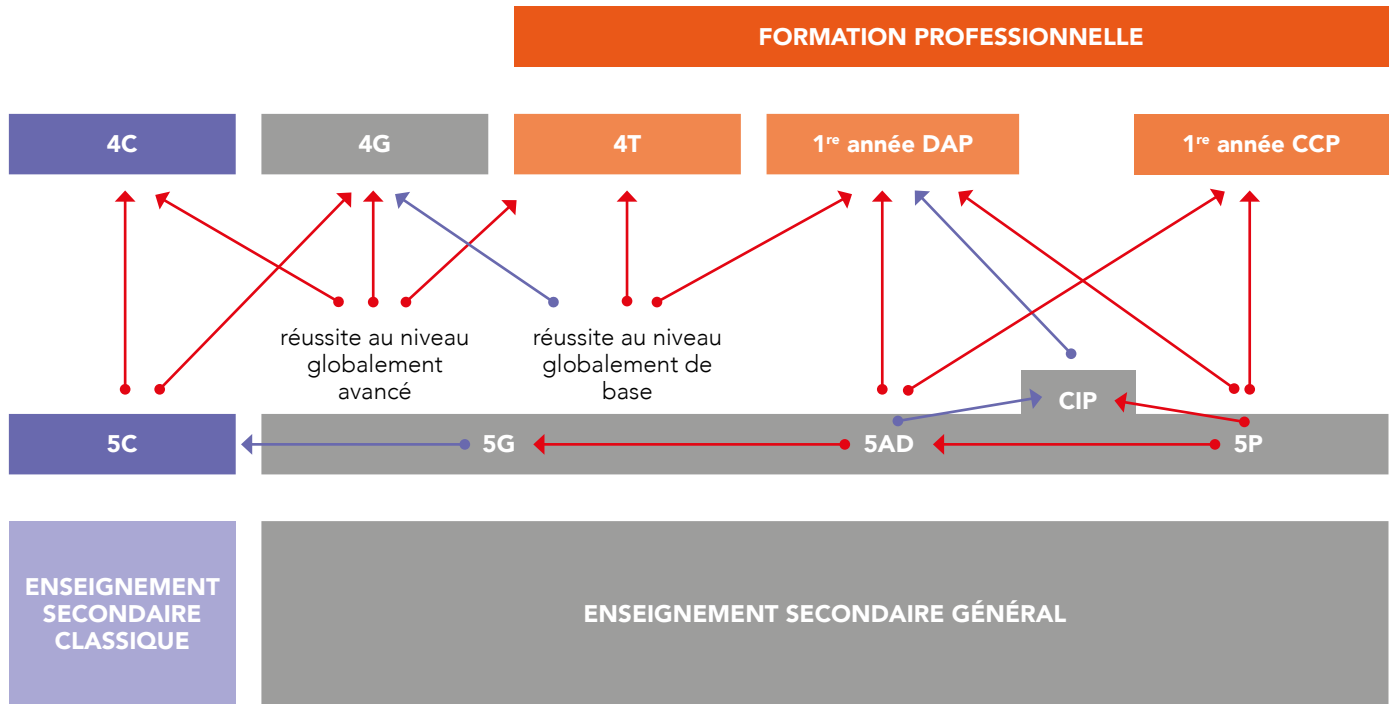 FORMATION PROFESSIONNELLE
4C
4G
4T
1re année DAP
1re année CCP
réussite au niveau
globalement
avancé
réussite au niveau
globalement de
base
CIP
5C
5G
5AD
5P
ENSEIGNEMENT
SECONDAIRE
CLASSIQUE
ENSEIGNEMENT SECONDAIRE GÉNÉRAL